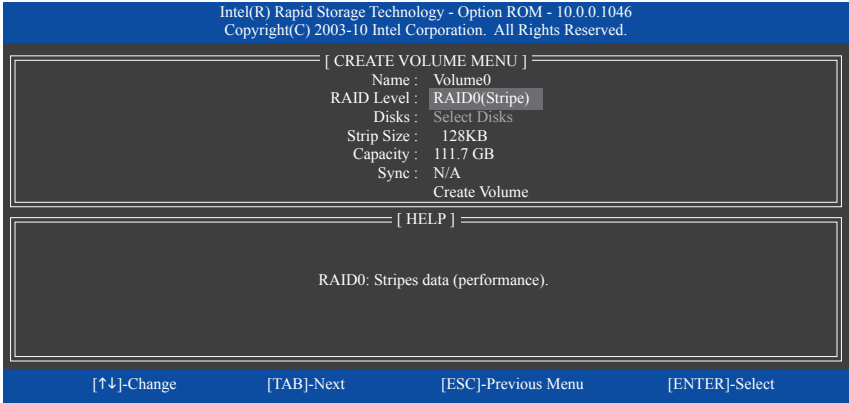 Intel(R) Rapid Storage Technology - Option ROM - 10.0.0.1046
Copyright(C) 2003-10 Intel Corporation. All Rights Reserved.
[ CREATE VOLUME MENU ]
Name : Volume0
RAID Level : RAID0(Stripe)
Disks : Select Disks
Strip Size : 128KB
Capacity : 111.7 GB
Sync : N/A
Create Volume
[ HELP ]
RAID0: Stripes data (performance).
[↑↓]-Change [TAB]-Next [ESC]-Previous Menu [ENTER]-Select